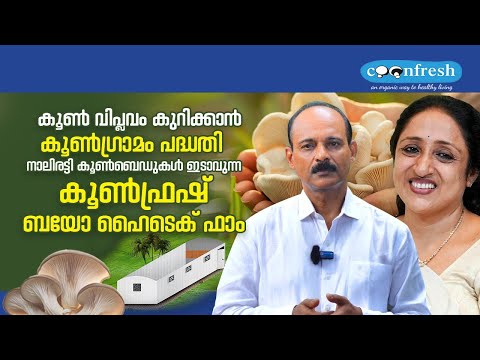 coonfresh
an organic way to healthy living
കൂൺ വിപ്ലവം കുറിക്കാൻ
കൂൺഗ്രാമം പദ്ധതി
നാലിരട്ടി കൂൺബെഡുകൾ ഇടാവുന്ന
കൂൺഫ്രഷ്
ബയോ ഹൈടെക് ഫാം